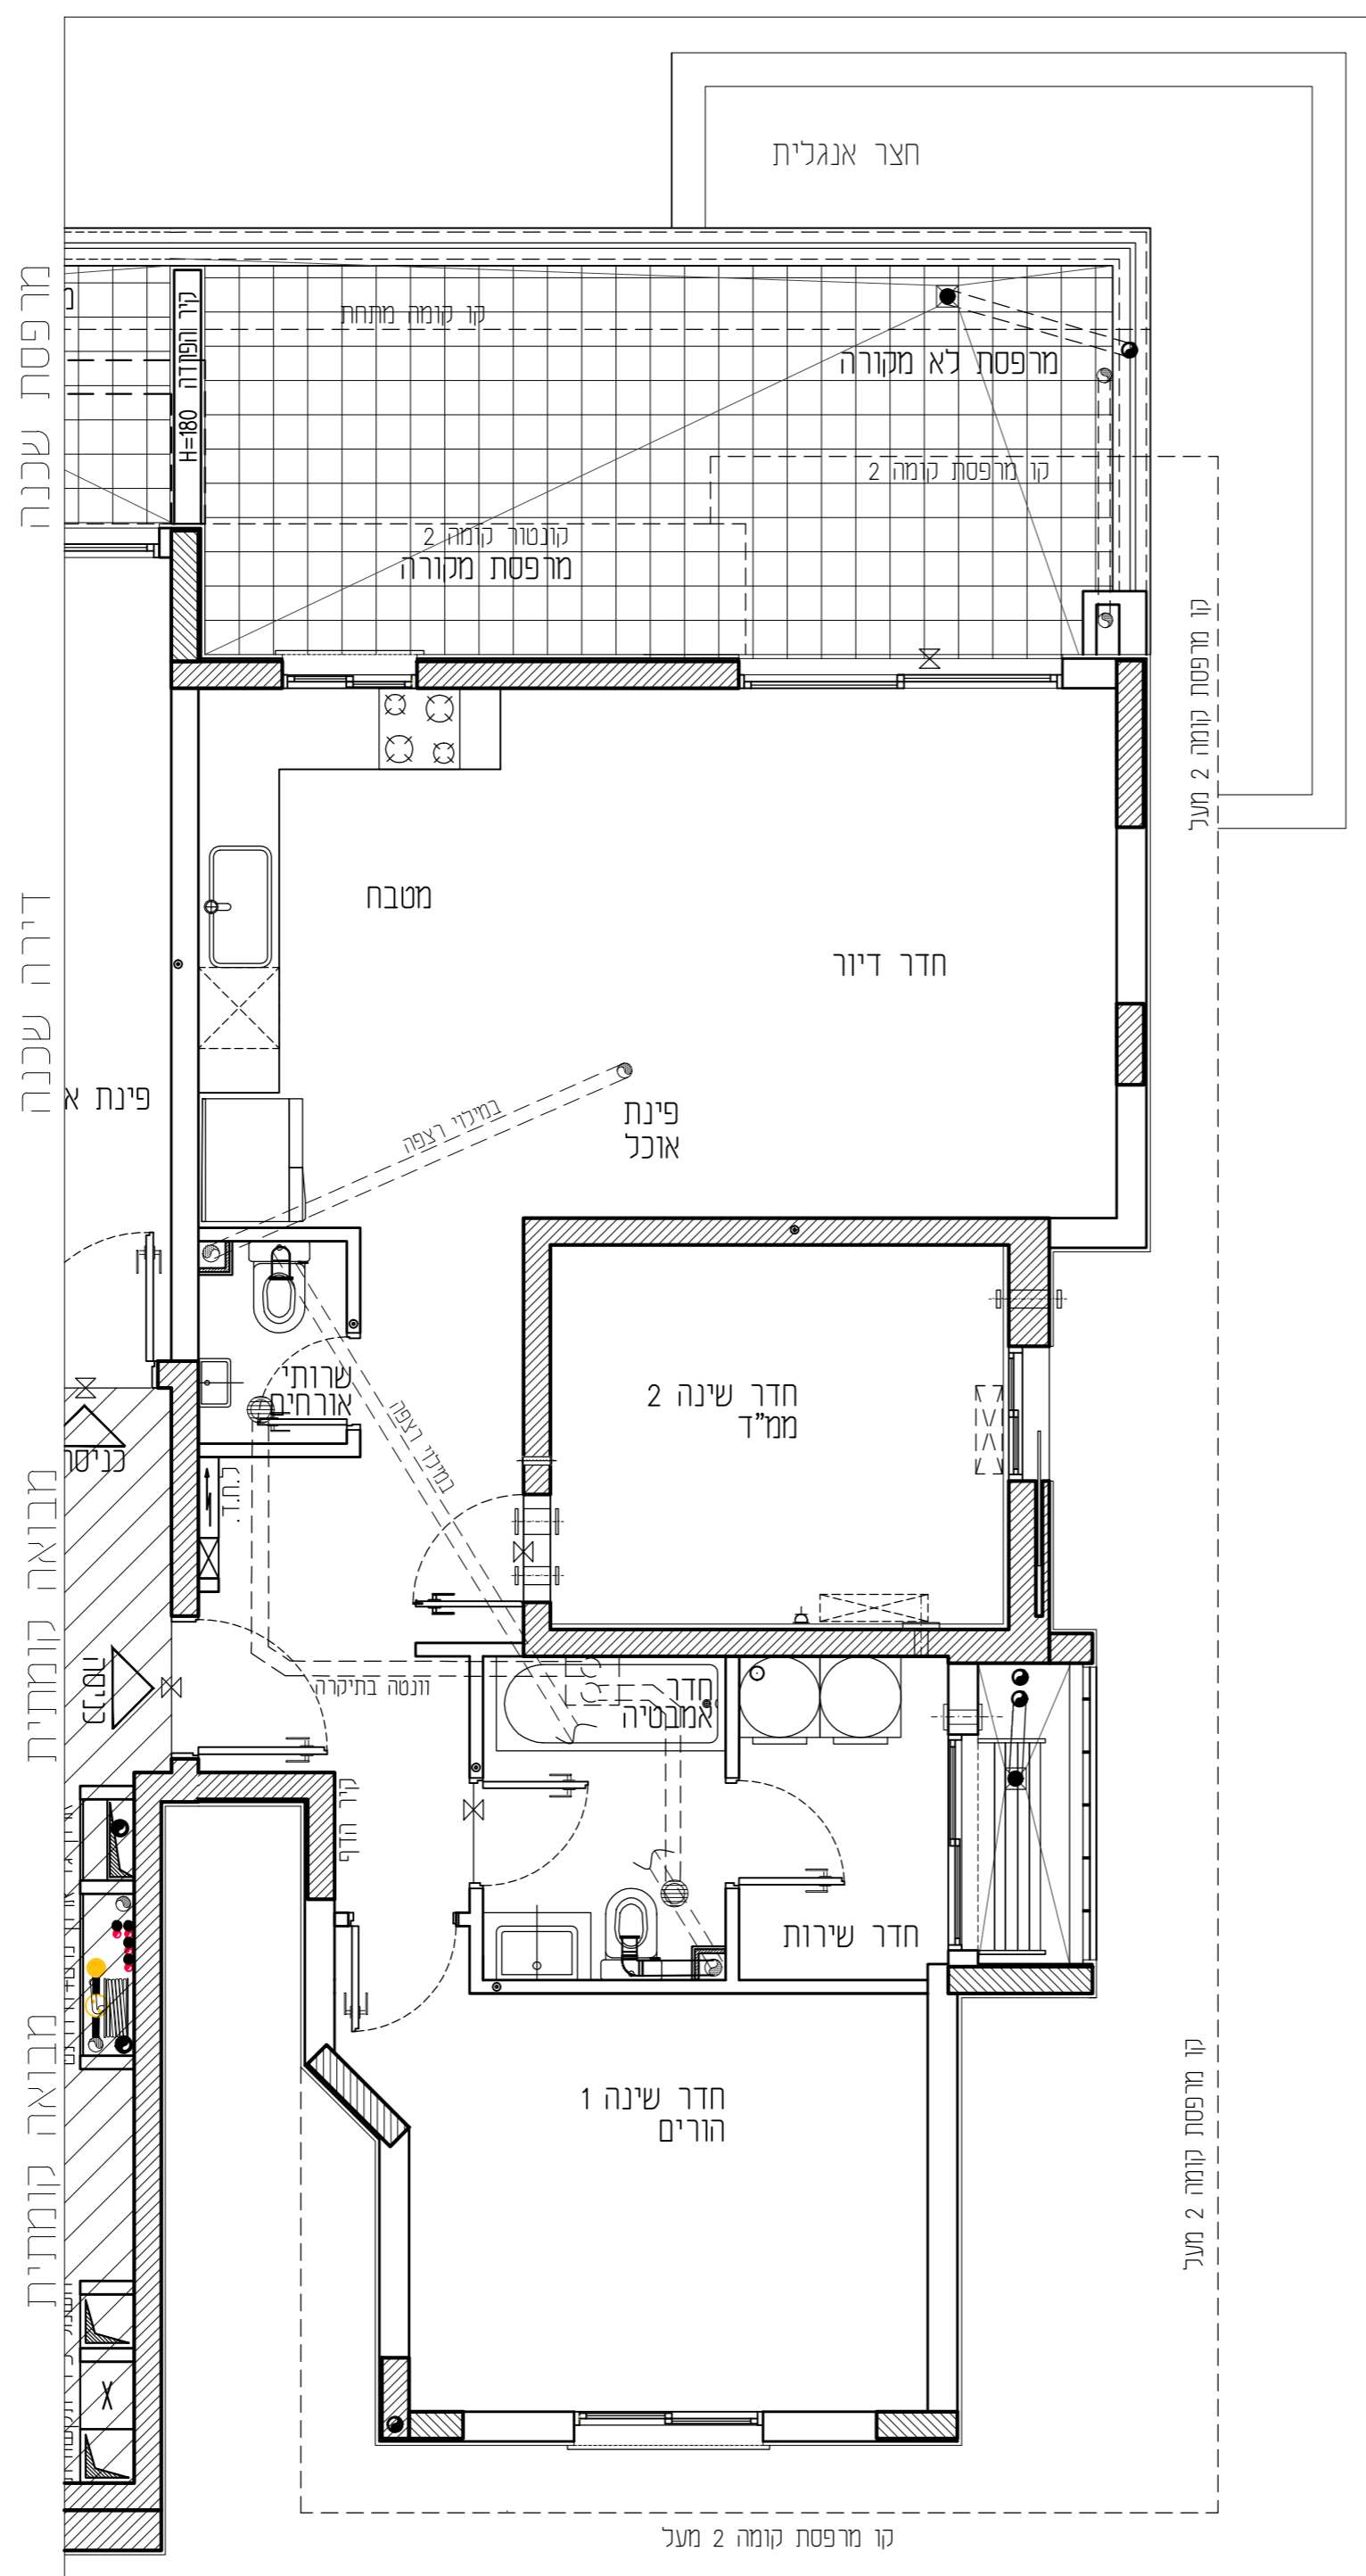 חצר אנגלית
מרפסת שכנה
קיר הפרדה H=180
קו קומה מתחת
מרפסת לא מקורה
קו מרפסת קומה 2
קונטור קומה 2
מרפסת מקורה
קו מרפסת קומה 2 מעל
מטבח
חדר דיור
דירה שכנה
פינת א
פינת
אוכל
במילוי רצפה
שרותי
אורחים
במילוי רצפה
חדר שינה 2
ממ"ד
ח.ד.
כניסה
מבואה קומתית
כניסה
וונטה בתיקרה
חדר
אמבטיה
קיר הדף
חדר שירות
מבואה קומתית
חדר שינה 1
הורים
קו מרפסת קומה 2 מעל
קו מרפסת קומה 2 מעל